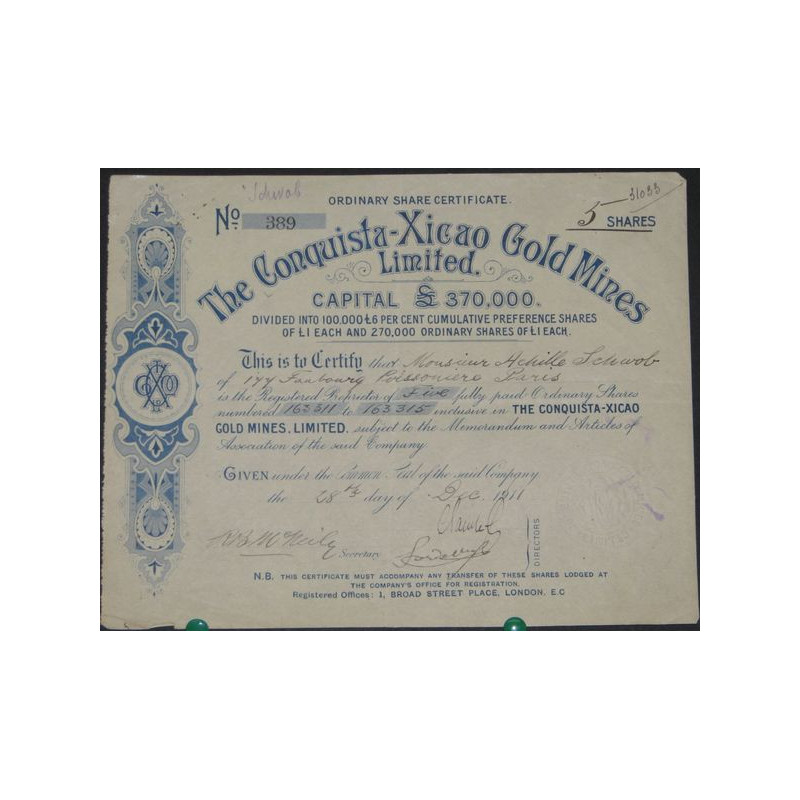 Schwob
31033
ORDINARY SHARE CERTIFICATE.
No. 389
5 SHARES
The Conquista-Xicao Gold Mines
Limited.
CAPITAL £ 370,000.
DIVIDED INTO 100,000 £6 PER CENT CUMULATIVE PREFERENCE SHARES
OF £1 EACH AND 270,000 ORDINARY SHARES OF £1 EACH.
This is to Certify that Monsieur Achille Schwob
of 144 Faubourg Poissoniere Paris
is the Registered Proprietor of Five fully paid Ordinary Shares
numbered 163311 to 163315 inclusive in THE CONQUISTA-XICAO
GOLD MINES, LIMITED, subject to the Memorandum and Articles of
Association of the said Company.
GIVEN under the Common Seal of the said Company
the 28th day of Dec 1911
R B McNeily Secretary
DIRECTORS
N.B. THIS CERTIFICATE MUST ACCOMPANY ANY TRANSFER OF THESE SHARES LODGED AT
THE COMPANY'S OFFICE FOR REGISTRATION.
Registered Offices: 1, BROAD STREET PLACE, LONDON, E.C